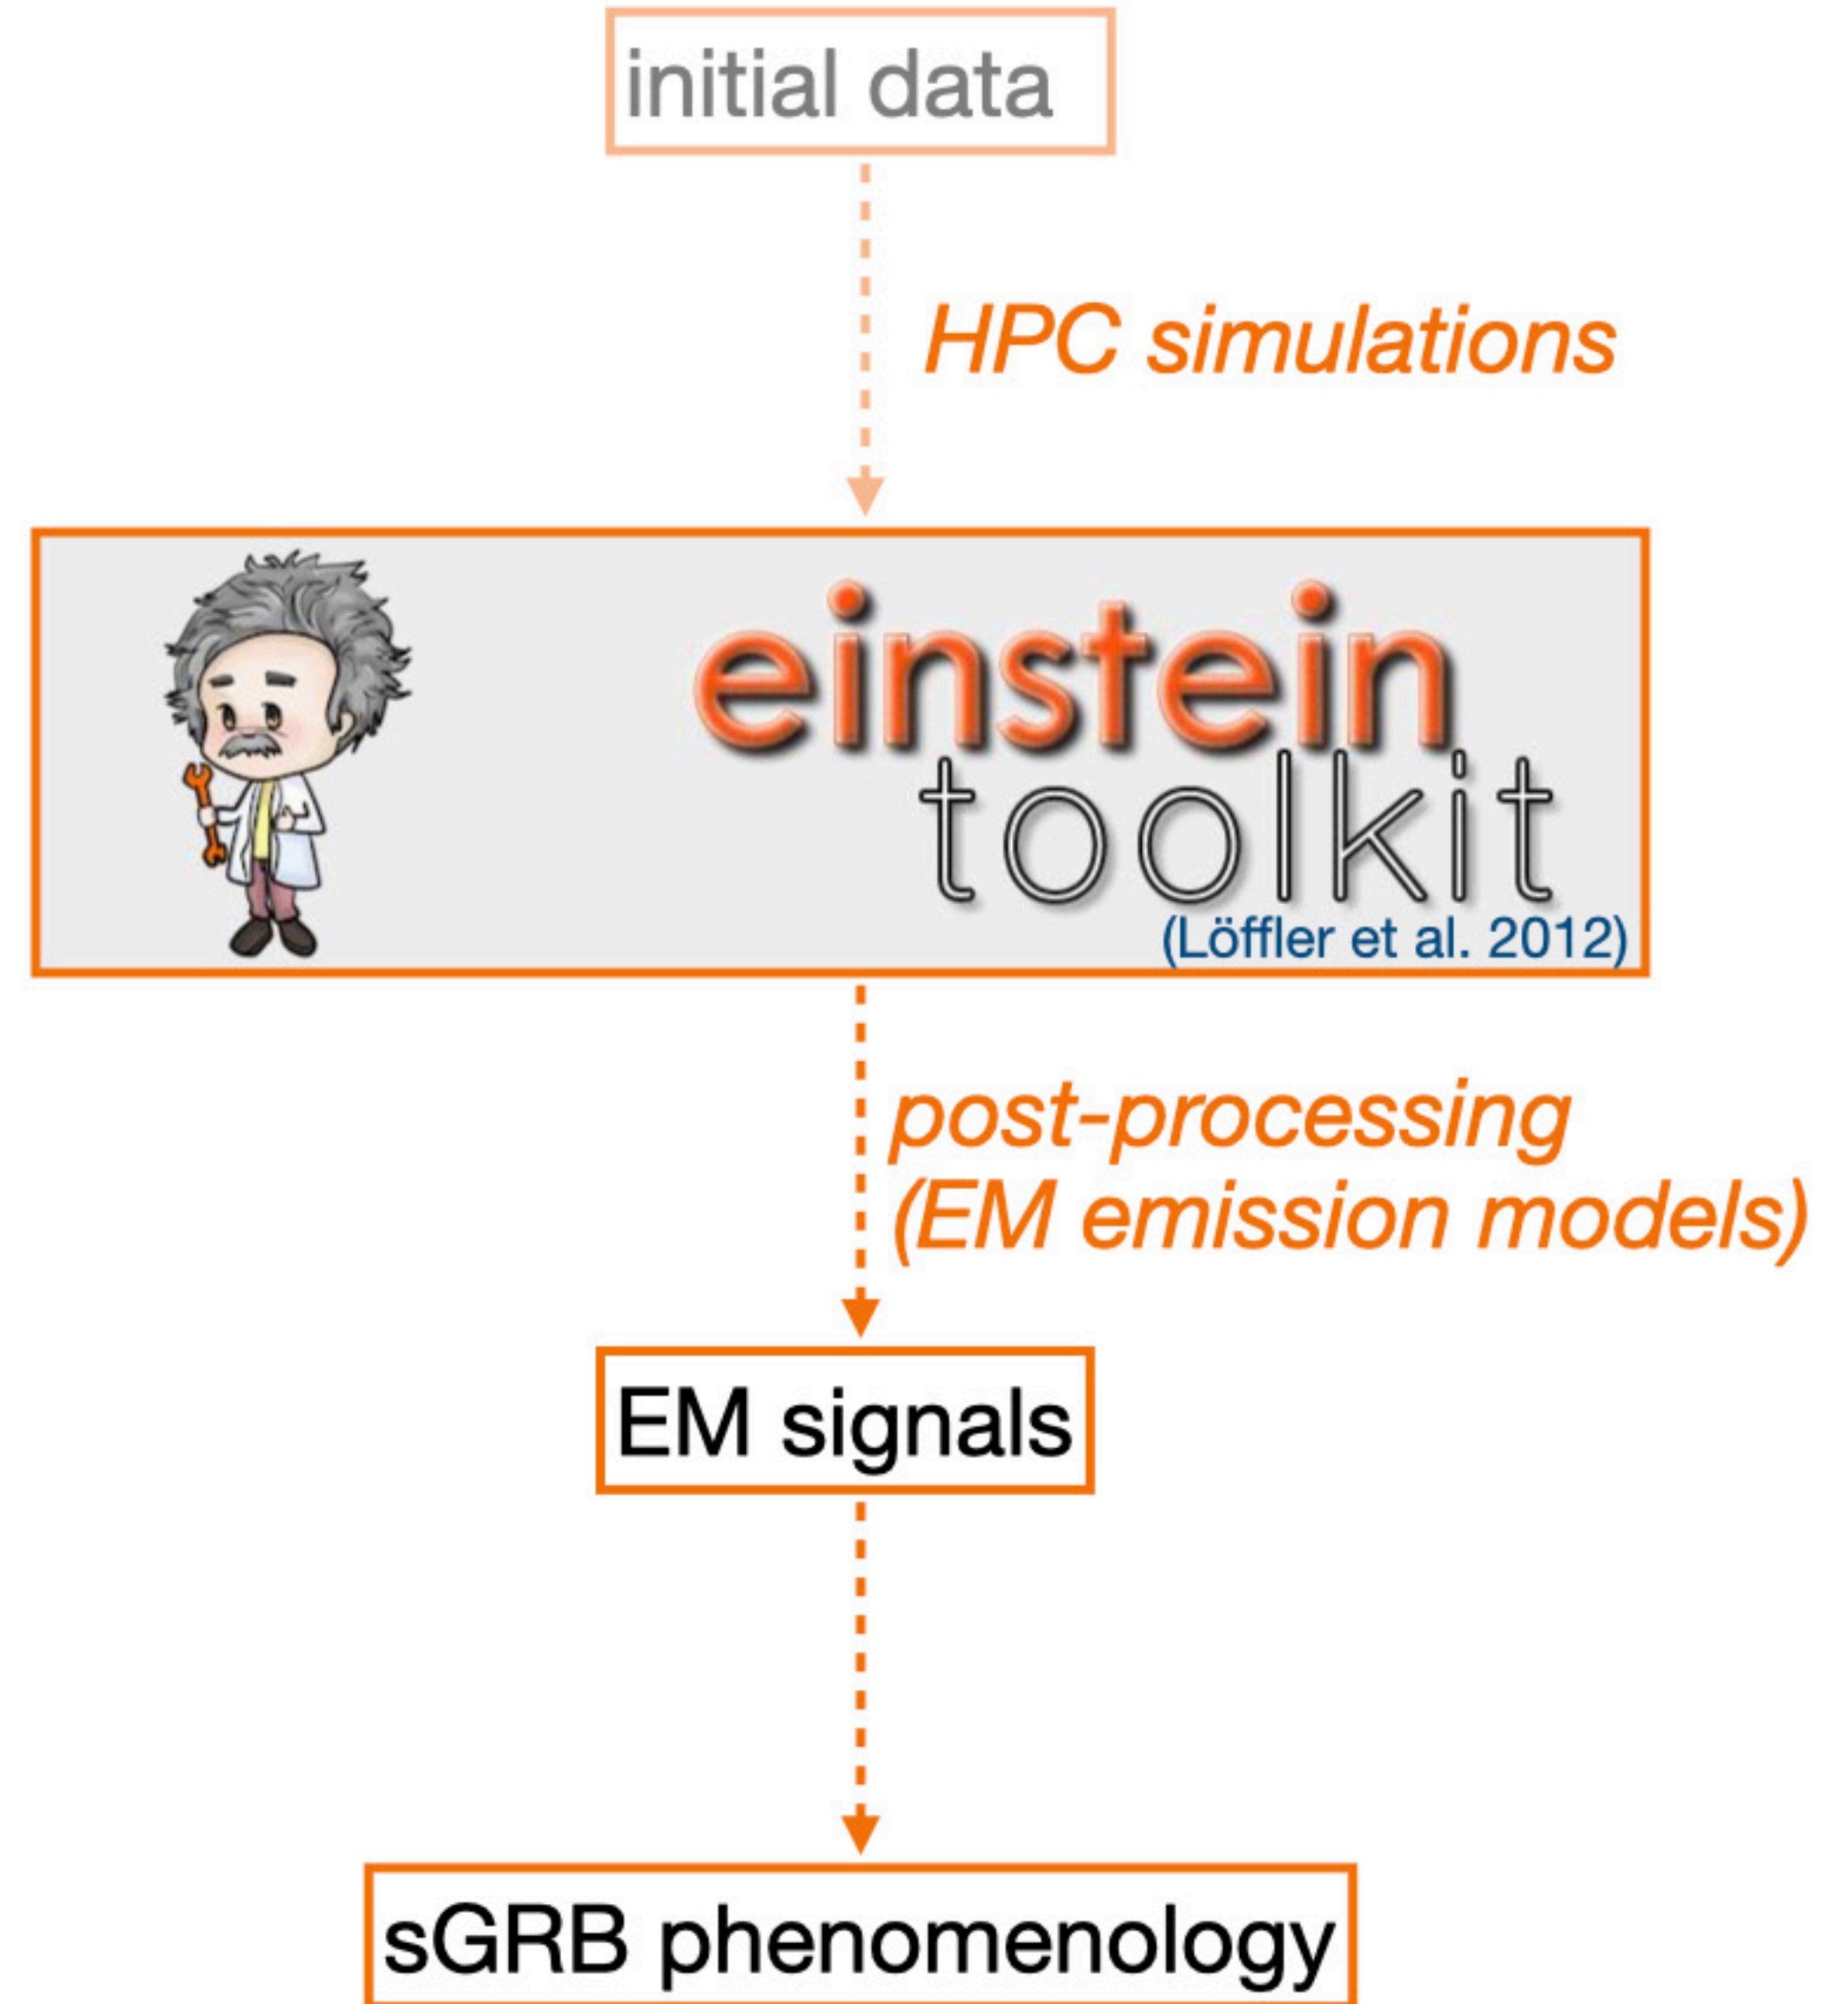 initial data
HPC simulations
einstein
toolkit
(Löffler et al. 2012)
post-processing
(EM emission models)
EM signals
sGRB phenomenology